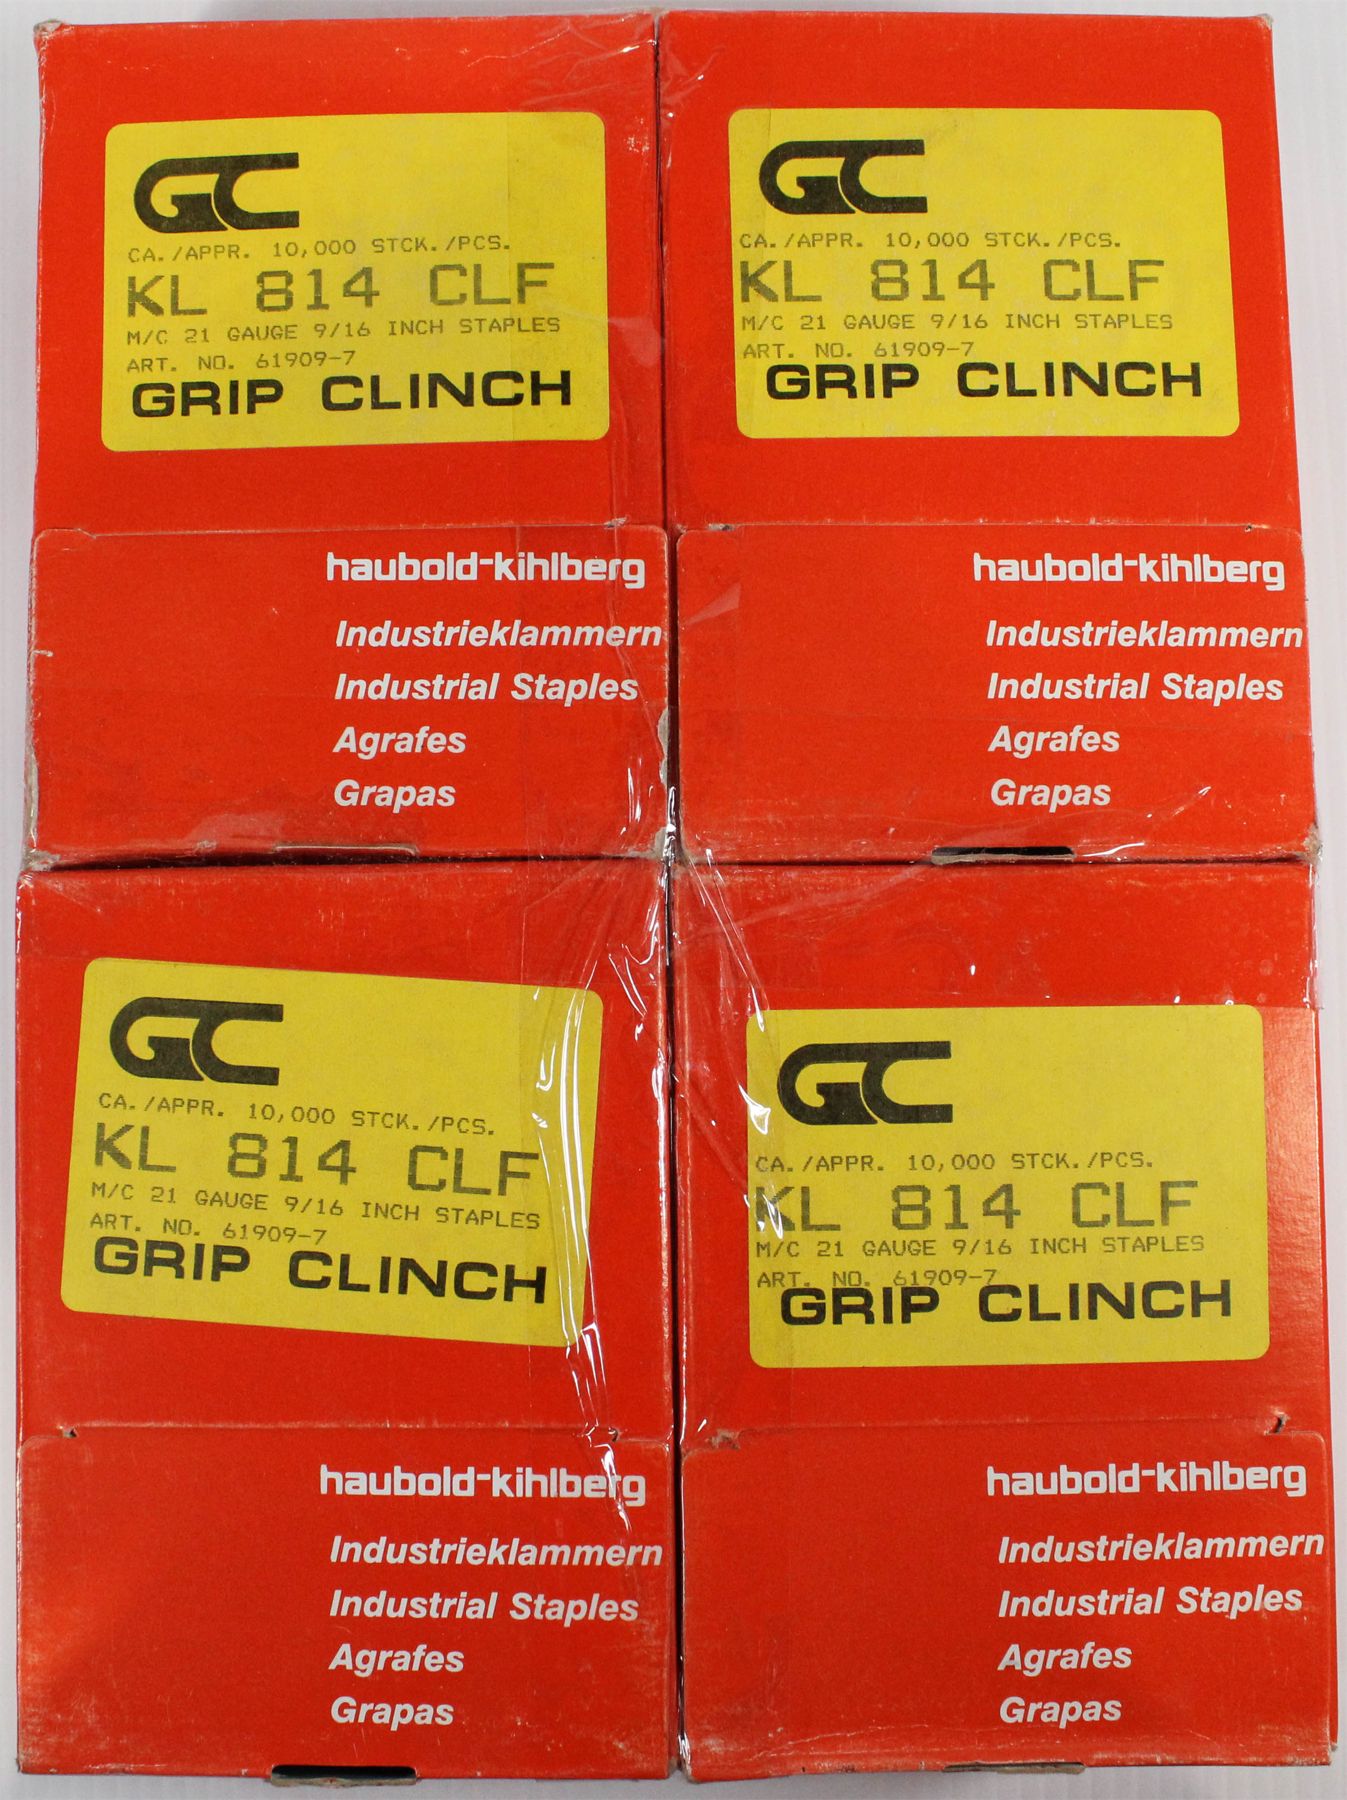 GC
CA./APPR. 10,000 STCK./PCS.
KL 814 CLF
M/C 21 GAUGE 9/16 INCH STAPLES
ART. NO. 61909-7
GRIP CLINCH
haubold-kihlberg
Industrieklammern
Industrial Staples
Agrafes
Grapas
GC
CA./APPR. 10,000 STCK./PCS.
KL 814 CLF
M/C 21 GAUGE 9/16 INCH STAPLES
ART. NO. 61909-7
GRIP CLINCH
haubold-kihlberg
Industrieklammern
Industrial Staples
Agrafes
Grapas
GC
CA./APPR. 10,000 STCK./PCS.
KL 814 CLF
M/C 21 GAUGE 9/16 INCH STAPLES
ART. NO. 61909-7
GRIP CLINCH
haubold-kihlberg
Industrieklammern
Industrial Staples
Agrafes
Grapas
GC
CA./APPR. 10,000 STCK./PCS.
KL 814 CLF
M/C 21 GAUGE 9/16 INCH STAPLES
ART. NO. 61909-7
GRIP CLINCH
haubold-kihlberg
Industrieklammern
Industrial Staples
Agrafes
Grapas